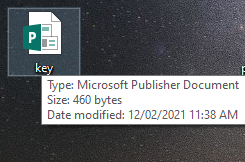 P
key
Type: Microsoft Publisher Document
Size: 460 bytes
Date modified: 12/02/2021 11:38 AM